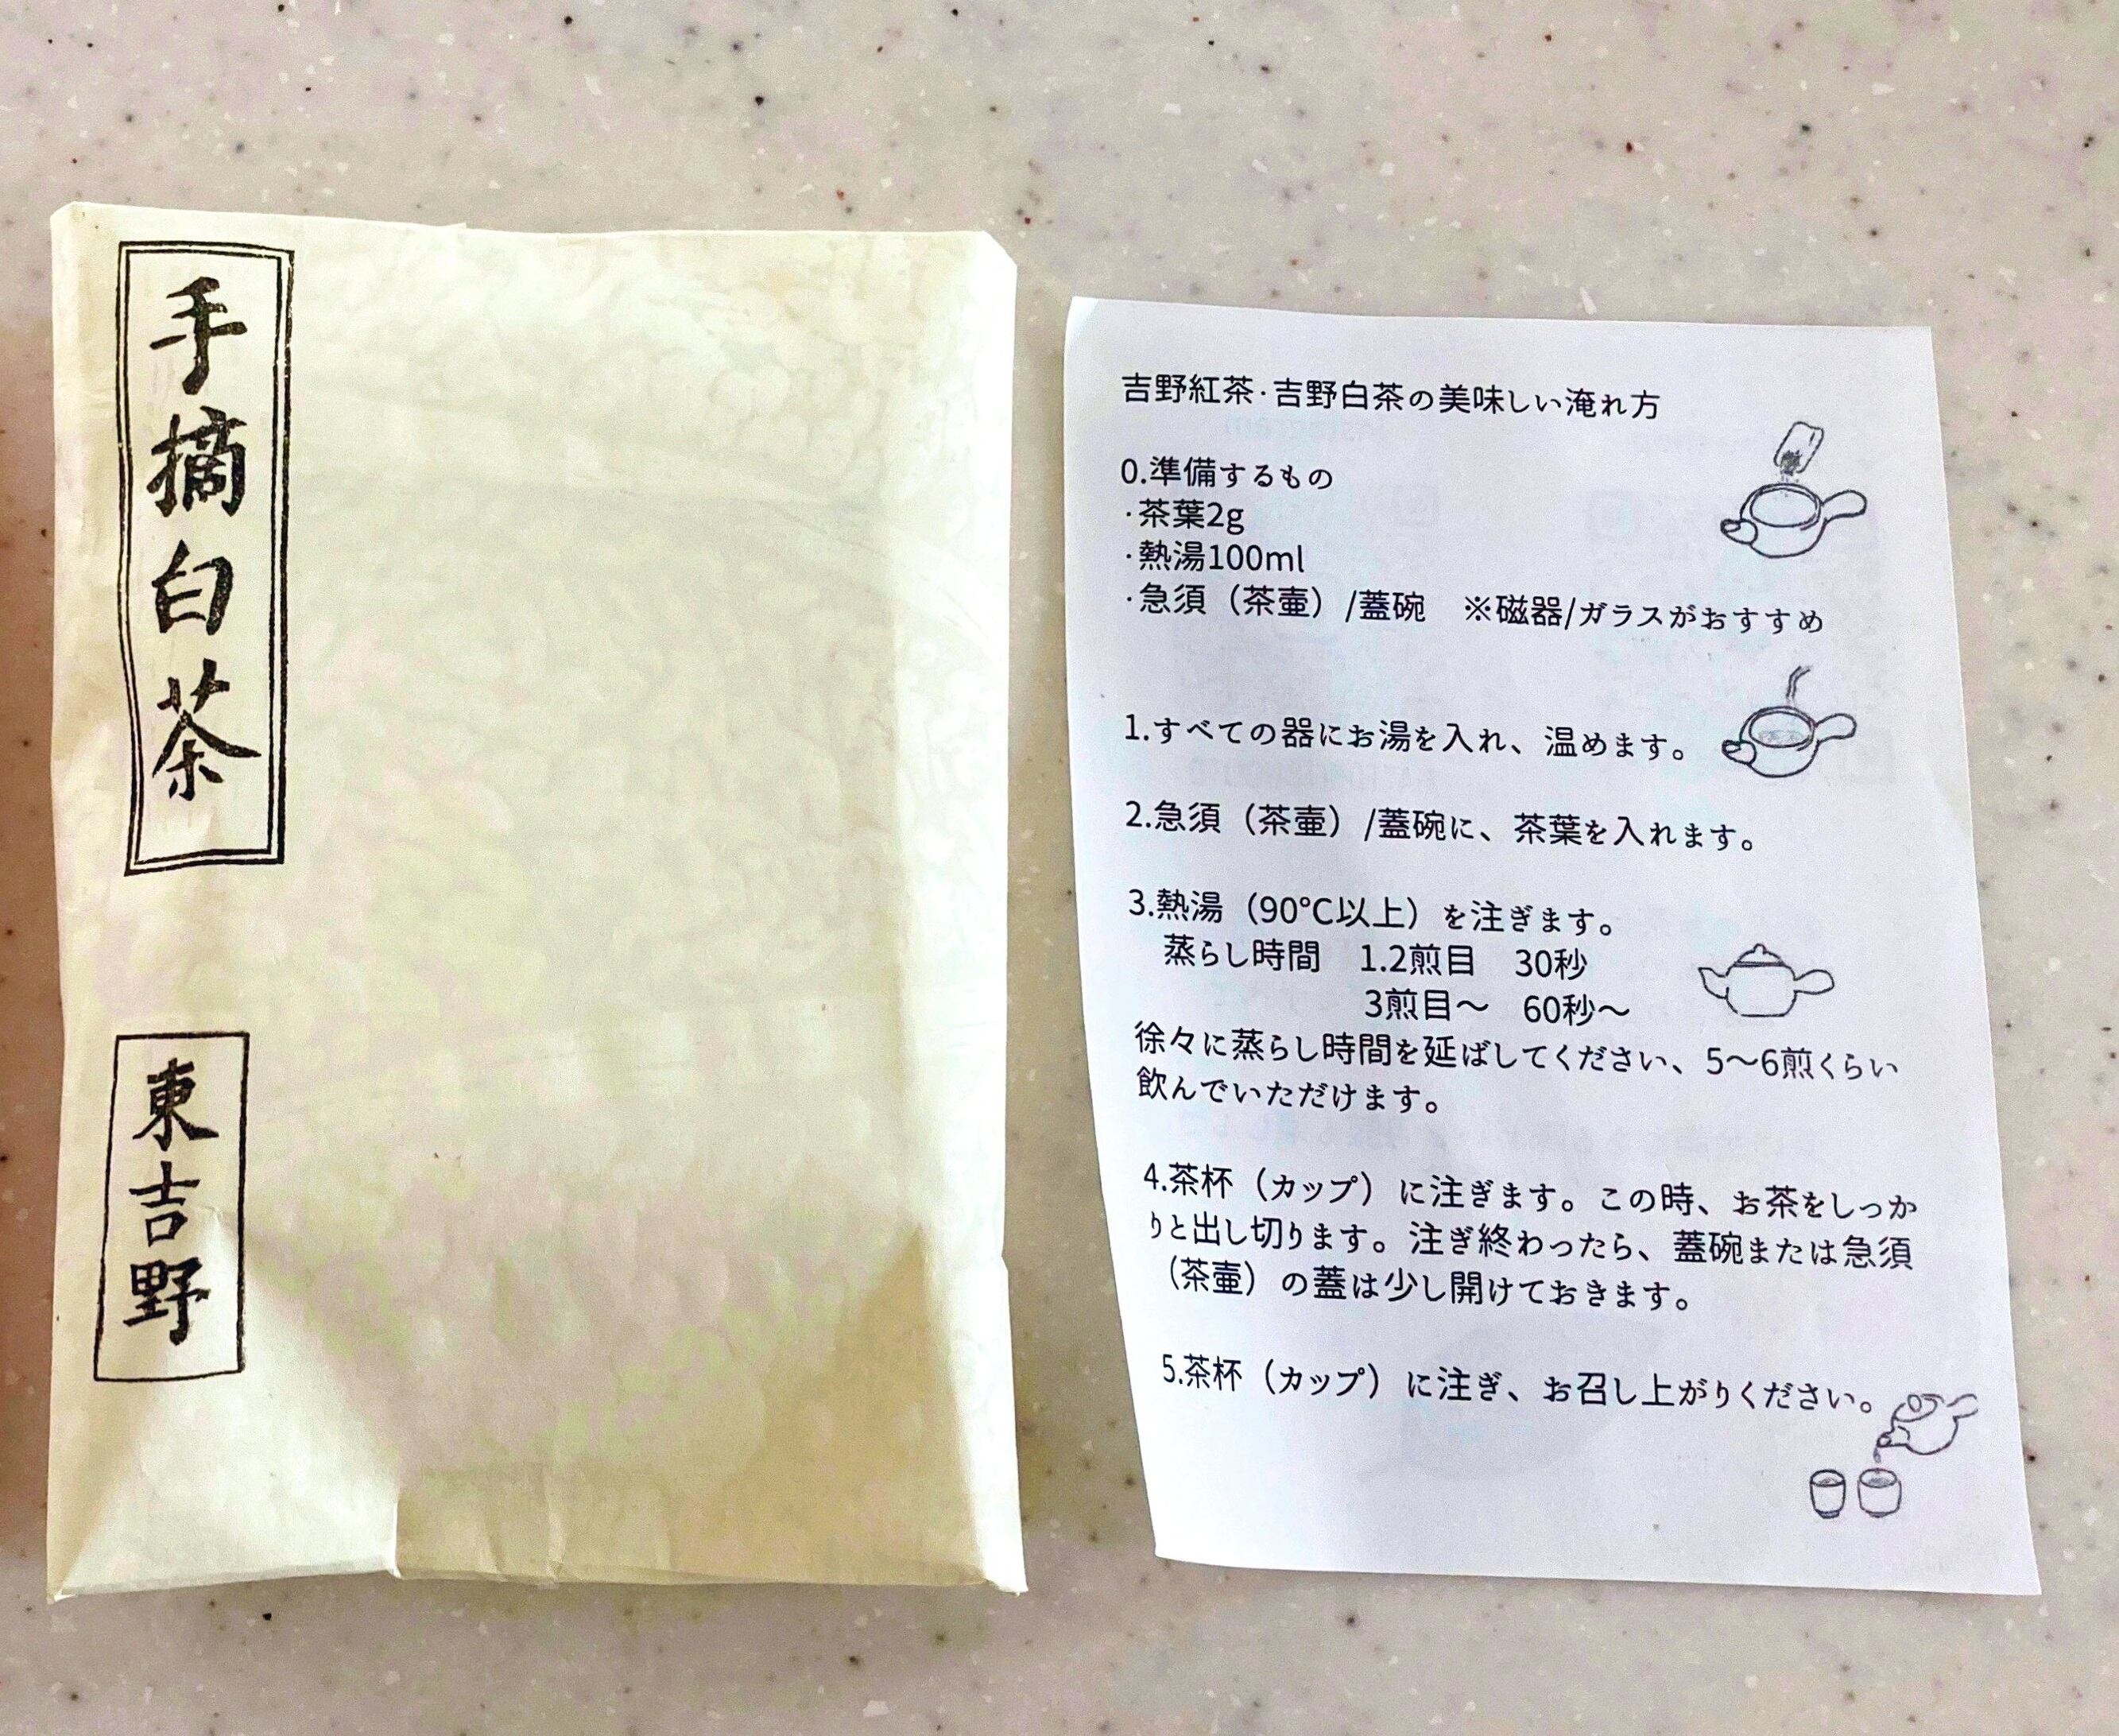 手摘白茶
東吉野
吉野紅茶·吉野白茶の美味しい淹れ方
0.準備するもの
·茶葉2g
·熱湯100ml
·急須（茶壷）/蓋碗　※磁器/ガラスがおすすめ
1.すべての器にお湯を入れ、温めます。
2.急須（茶壷）/蓋碗に、茶葉を入れます。
3.熱湯（90℃以上）を注ぎます。
蒸らし時間　1.2煎目　30秒
3煎目～　60秒～
徐々に蒸らし時間を延ばしてください、5～6煎くらい
飲んでいただけます。
4.茶杯（カップ）に注ぎます。この時、お茶をしっか
りと出し切ります。注ぎ終わったら、蓋碗または急須
（茶壷）の蓋は少し開けておきます。
5.茶杯（カップ）に注ぎ、お召し上がりください。